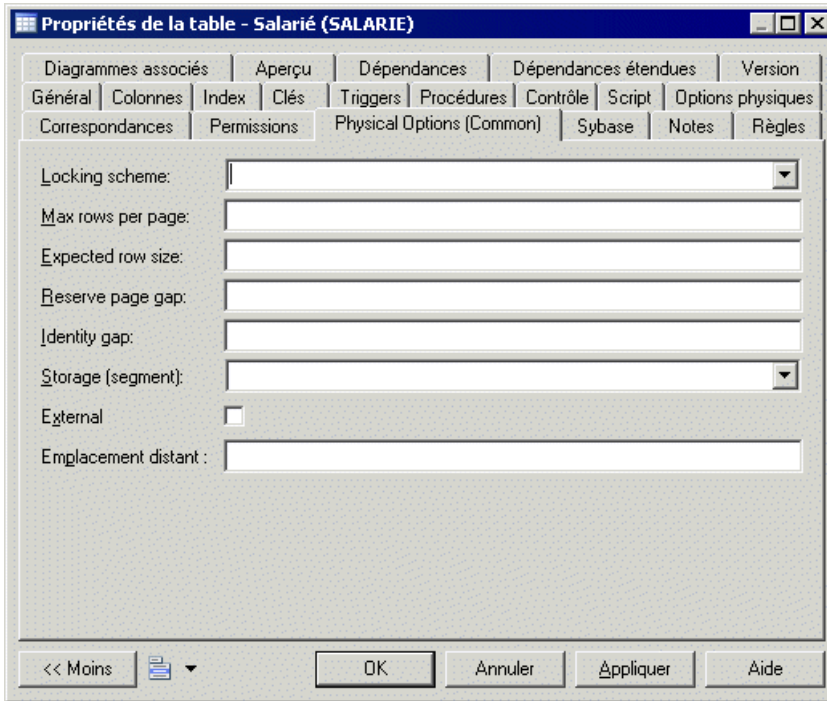 Propriétés de la table - Salarié (SALARIE)
Diagrammes associés Aperçu Dépendances Dépendances étendues Version
Général Colonnes Index Clés Triggers Procédures Contrôle Script Options physiques
Correspondances Permissions Physical Options (Common) Sybase Notes Règles
Locking scheme:
Max rows per page:
Expected row size:
Reserve page gap:
Identity gap:
Storage (segment):
External
Emplacement distant :
<< Moins OK Annuler Appliquer Aide